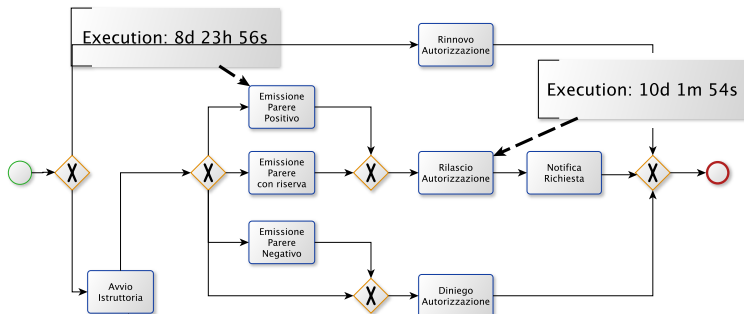 Execution: 8d 23h 56s
Rinnovo
Autorizzazione
Execution: 10d 1m 54s
Emissione
Parere
Positivo
X
X
Emissione
Parere
con riserva
X
Rilascio
Autorizzazione
Notifica
Richiesta
X
Emissione
Parere
Negativo
Avvio
Istruttoria
X
Diniego
Autorizzazione